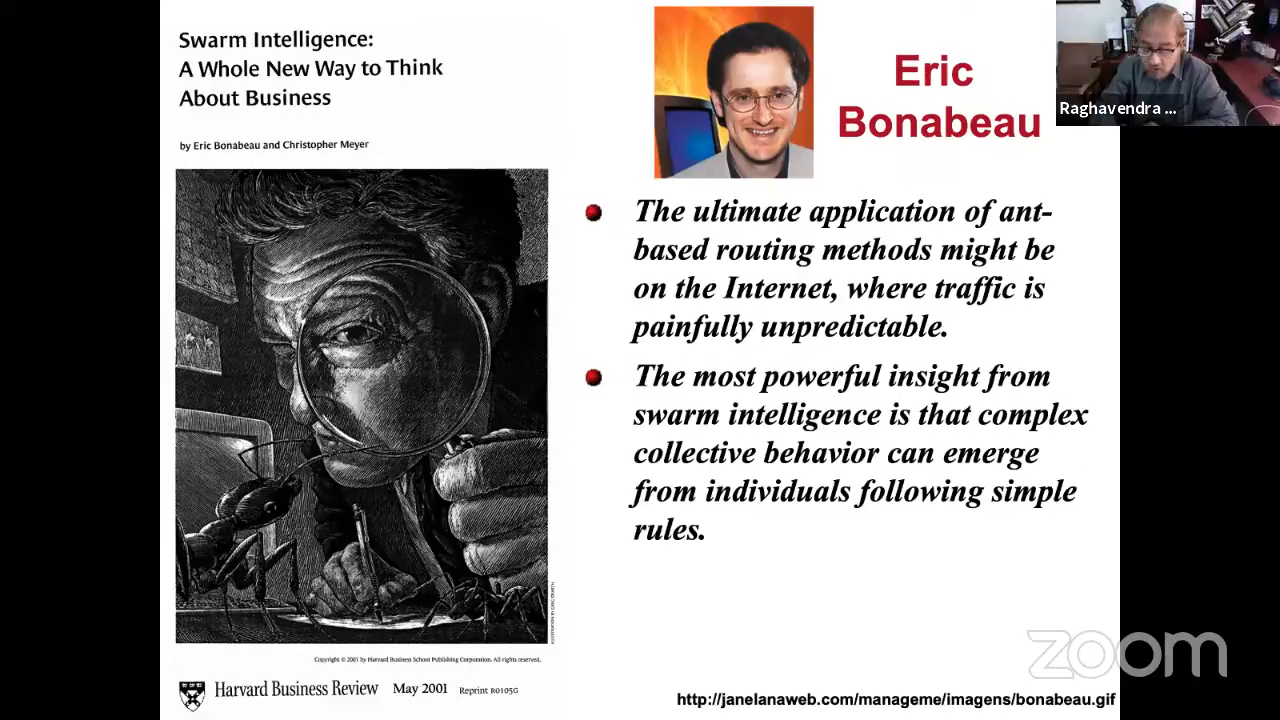 Swarm Intelligence:
A Whole New Way to Think
About Business
by Eric Bonabeau and Christopher Meyer
Copyright © 2001 by Harvard Business School Publishing Corporation. All rights reserved.
Harvard Business Review May 2001 Reprint R0105G
Eric
Bonabeau
The ultimate application of ant-
based routing methods might be
on the Internet, where traffic is
painfully unpredictable.
The most powerful insight from
swarm intelligence is that complex
collective behavior can emerge
from individuals following simple
rules.
http://janelanaweb.com/manageme/imagens/bonabeau.gif
Raghavendra ...
zoom